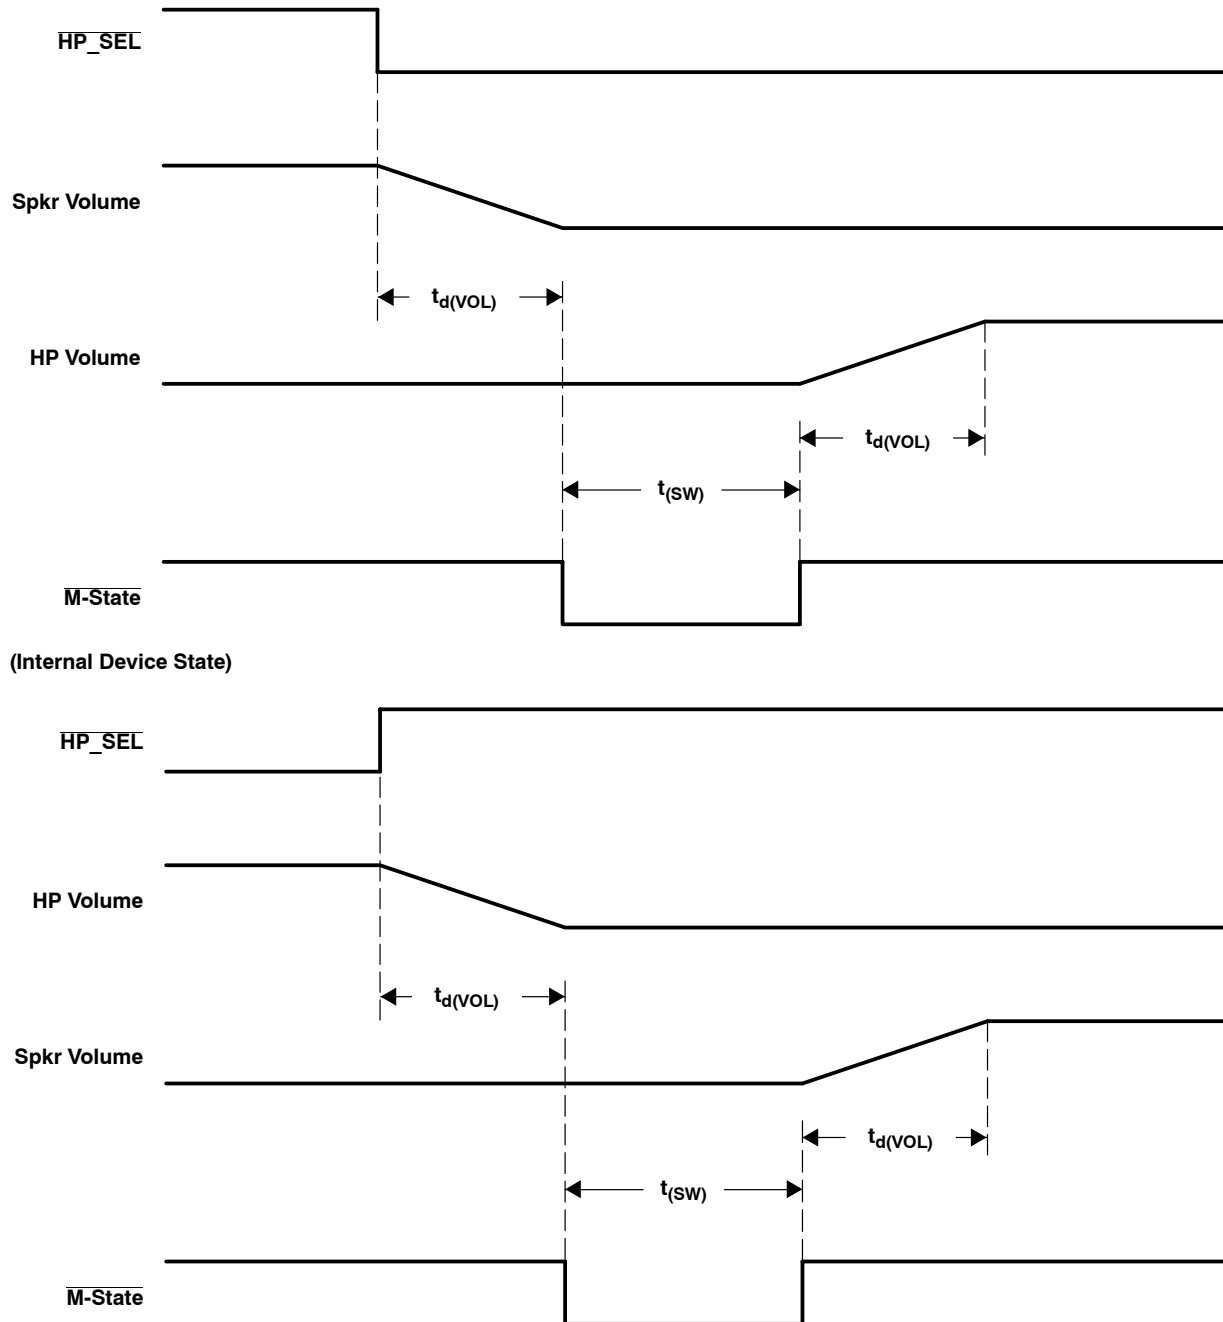 HP_SEL
Spkr Volume
td(VOL)
HP Volume
td(VOL)
t(SW)
M-State
(Internal Device State)
HP_SEL
HP Volume
td(VOL)
Spkr Volume
td(VOL)
t(SW)
M-State